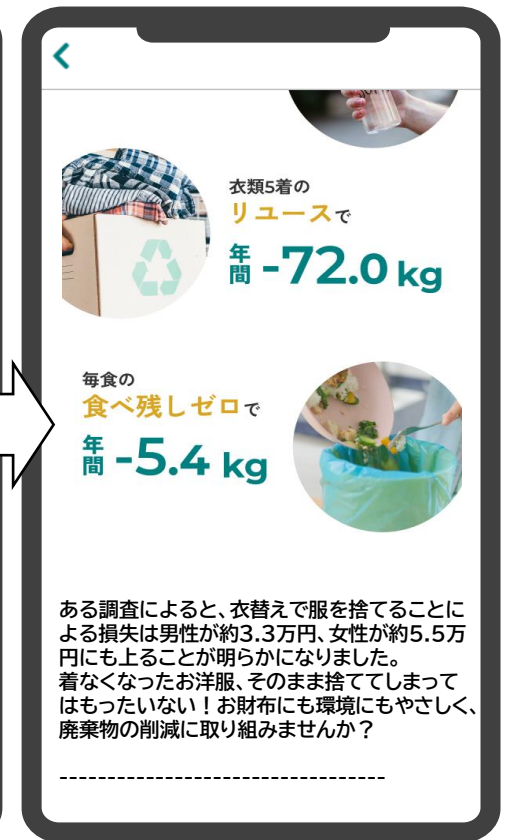 衣類5着の
リユースで
年間 -72.0 kg
毎食の
食べ残しゼロで
年間 -5.4 kg
ある調査によると、衣替えで服を捨てることに
よる損失は男性が約3.3万円、女性が約5.5万
円にも上ることが明らかになりました。
着なくなったお洋服、そのまま捨ててしまって
はもったいない！お財布にも環境にもやさしく、
廃棄物の削減に取り組みませんか？
----------------------------------